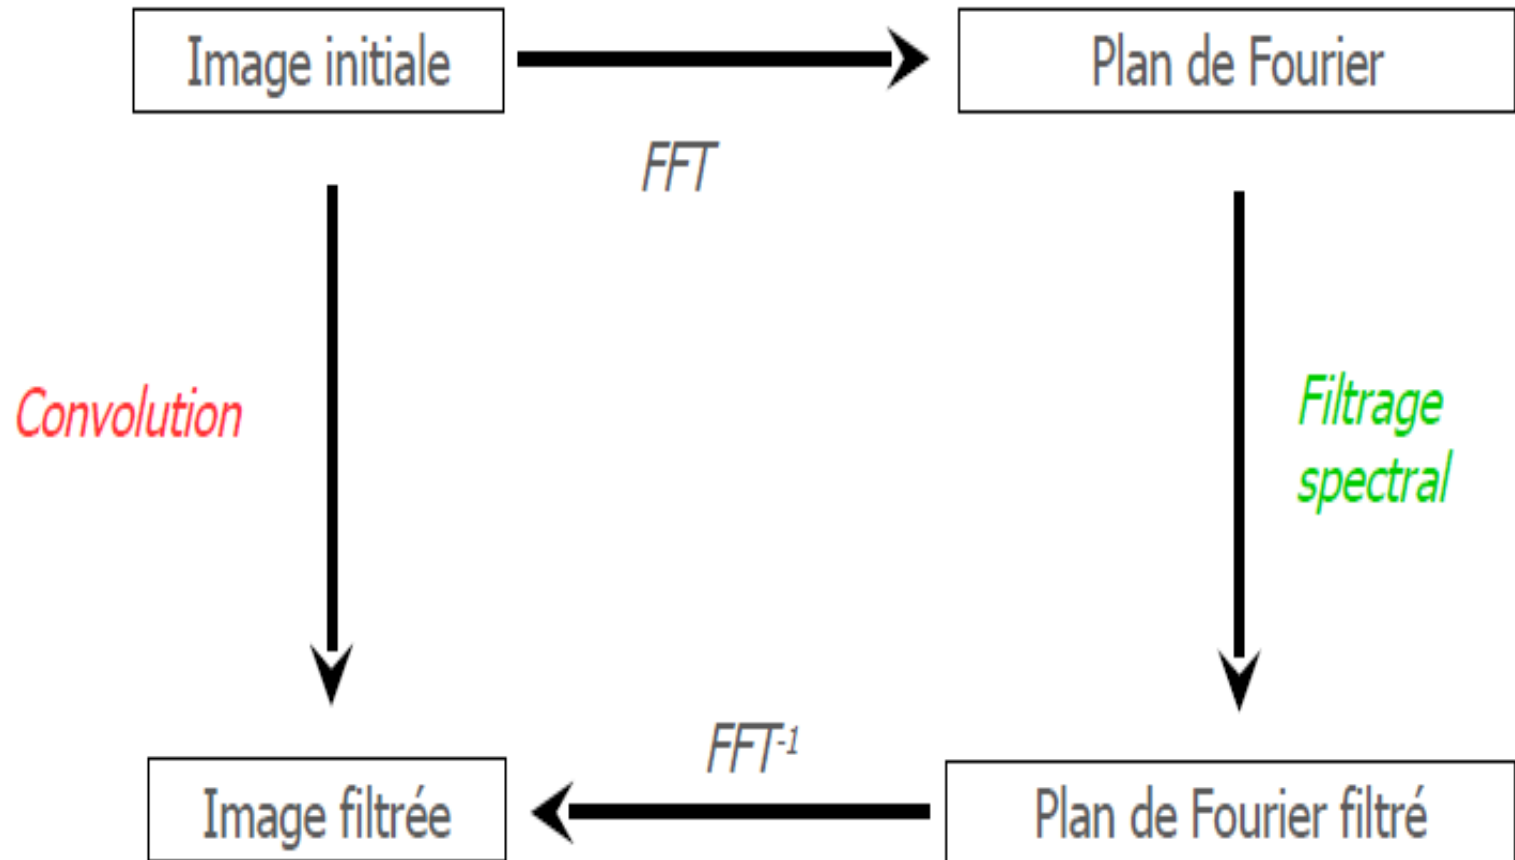 Image initiale
Plan de Fourier
FFT
Convolution
Filtrage
spectral
FFT-1
Image filtrée
Plan de Fourier filtré